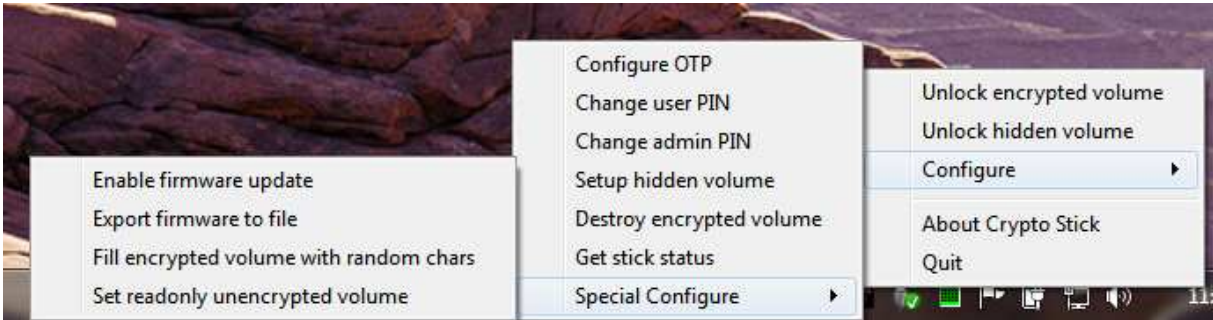 Configure OTP
Change user PIN
Change admin PIN
Setup hidden volume
Destroy encrypted volume
Get stick status
Special Configure
Unlock encrypted volume
Unlock hidden volume
Configure
About Crypto Stick
Quit
Enable firmware update
Export firmware to file
Fill encrypted volume with random chars
Set readonly unencrypted volume